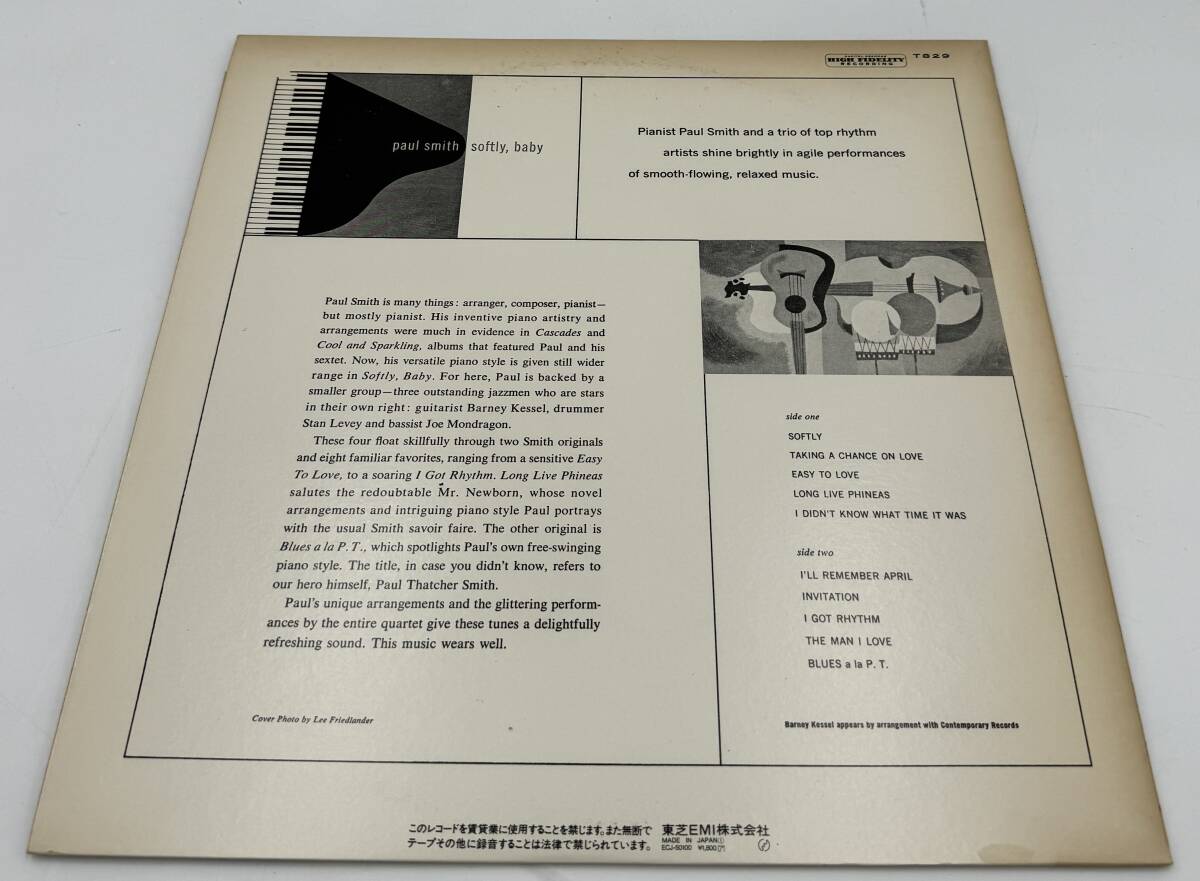 CAPITOL RECORDS
HIGH FIDELITY
RECORDING
T829
paul smith softly, baby
Pianist Paul Smith and a trio of top rhythm
artists shine brightly in agile performances
of smooth-flowing, relaxed music.
Paul Smith is many things: arranger, composer, pianist—
but mostly pianist. His inventive piano artistry and
arrangements were much in evidence in Cascades and
Cool and Sparkling, albums that featured Paul and his
sextet. Now, his versatile piano style is given still wider
range in Softly, Baby. For here, Paul is backed by a
smaller group—three outstanding jazzmen who are stars
in their own right: guitarist Barney Kessel, drummer
Stan Levey and bassist Joe Mondragon.
These four float skillfully through two Smith originals
and eight familiar favorites, ranging from a sensitive Easy
To Love, to a soaring I Got Rhythm. Long Live Phineas
salutes the redoubtable Mr. Newborn, whose novel
arrangements and intriguing piano style Paul portrays
with the usual Smith savoir faire. The other original is
Blues a la P. T., which spotlights Paul's own free-swinging
piano style. The title, in case you didn't know, refers to
our hero himself, Paul Thatcher Smith.
Paul's unique arrangements and the glittering perform-
ances by the entire quartet give these tunes a delightfully
refreshing sound. This music wears well.
Cover Photo by Lee Friedlander
side one
SOFTLY
TAKING A CHANCE ON LOVE
EASY TO LOVE
LONG LIVE PHINEAS
I DIDN'T KNOW WHAT TIME IT WAS
side two
I'LL REMEMBER APRIL
INVITATION
I GOT RHYTHM
THE MAN I LOVE
BLUES a la P. T.
Barney Kessel appears by arrangement with Contemporary Records
このレコードを賃貸業に使用することを禁じます。また無断で
テープその他に録音することは法律で禁じられています。
東芝EMI株式会社
MADE IN JAPAN①
ECJ-50100 ¥1,800